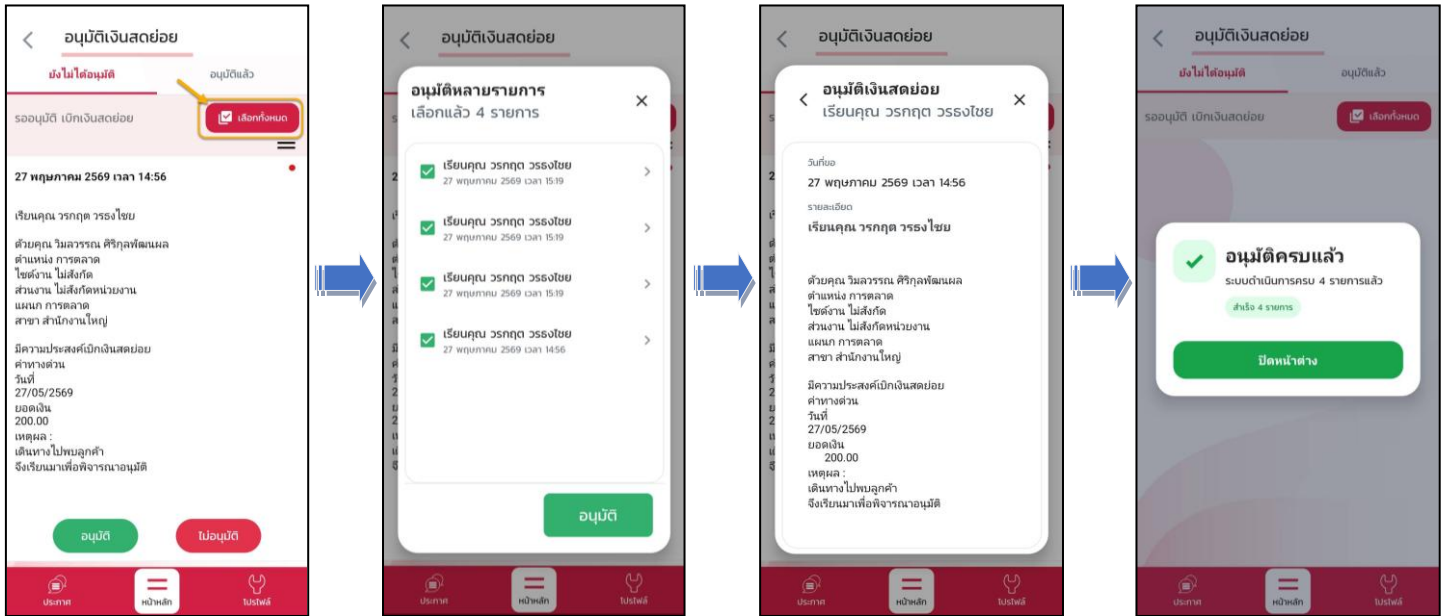 อนุมัติเงินสดย่อย
ยังไม่ได้อนุมัติ
อนุมัติแล้ว
รออนุมัติ เบิกเงินสดย่อย
เลือกทั้งหมด
27 พฤษภาคม 2569 เวลา 14:56
เรียนคุณ วรกฤต วรธงไชย
ด้วยคุณ วิมลวรรณ ศิริกุลพัฒนผล
ตำแหน่ง การตลาด
ไซต์งาน ไม่สังกัด
ส่วนงาน ไม่สังกัดหน่วยงาน
แผนก การตลาด
สาขา สำนักงานใหญ่
มีความประสงค์เบิกเงินสดย่อย
ค่าทางด่วน
วันที่
27/05/2569
ยอดเงิน
200.00
เหตุผล :
เดินทางไปพบลูกค้า
จึงเรียนมาเพื่อพิจารณาอนุมัติ
อนุมัติ
ไม่อนุมัติ
ประกาศ
หน้าหลัก
โปรไฟล์
อนุมัติเงินสดย่อย
อนุมัติหลายรายการ
เลือกแล้ว 4 รายการ
เรียนคุณ วรกฤต วรธงไชย
27 พฤษภาคม 2569 เวลา 15:19
เรียนคุณ วรกฤต วรธงไชย
27 พฤษภาคม 2569 เวลา 15:19
เรียนคุณ วรกฤต วรธงไชย
27 พฤษภาคม 2569 เวลา 15:19
เรียนคุณ วรกฤต วรธงไชย
27 พฤษภาคม 2569 เวลา 14:56
อนุมัติ
ประกาศ
หน้าหลัก
โปรไฟล์
อนุมัติเงินสดย่อย
อนุมัติเงินสดย่อย
เรียนคุณ วรกฤต วรธงไชย
วันที่ขอ
27 พฤษภาคม 2569 เวลา 14:56
รายละเอียด
เรียนคุณ วรกฤต วรธงไชย
ด้วยคุณ วิมลวรรณ ศิริกุลพัฒนผล
ตำแหน่ง การตลาด
ไซต์งาน ไม่สังกัด
ส่วนงาน ไม่สังกัดหน่วยงาน
แผนก การตลาด
สาขา สำนักงานใหญ่
มีความประสงค์เบิกเงินสดย่อย
ค่าทางด่วน
วันที่
27/05/2569
ยอดเงิน
200.00
เหตุผล :
เดินทางไปพบลูกค้า
จึงเรียนมาเพื่อพิจารณาอนุมัติ
ประกาศ
หน้าหลัก
โปรไฟล์
อนุมัติเงินสดย่อย
ยังไม่ได้อนุมัติ
อนุมัติแล้ว
รออนุมัติ เบิกเงินสดย่อย
เลือกทั้งหมด
อนุมัติครบแล้ว
ระบบดำเนินการครบ 4 รายการแล้ว
สำเร็จ 4 รายการ
ปิดหน้าต่าง
ประกาศ
หน้าหลัก
โปรไฟล์